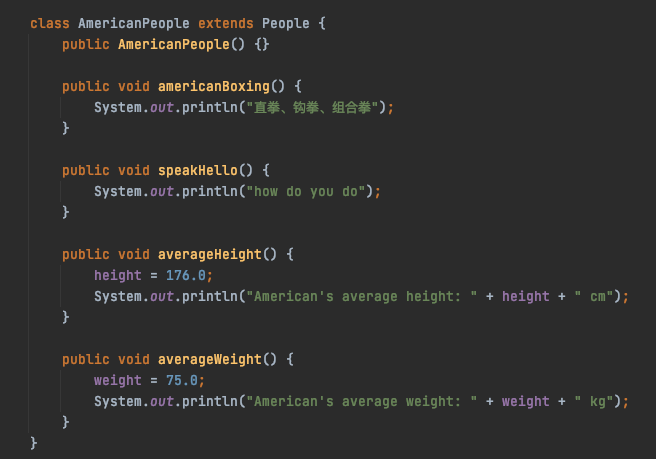 class AmericanPeople extends People {
    public AmericanPeople() {}

    public void americanBoxing() {
        System.out.println("直拳、钩拳、组合拳");
    }

    public void speakHello() {
        System.out.println("how do you do");
    }

    public void averageHeight() {
        height = 176.0;
        System.out.println("American's average height: " + height + " cm");
    }

    public void averageWeight() {
        weight = 75.0;
        System.out.println("American's average weight: " + weight + " kg");
    }
}